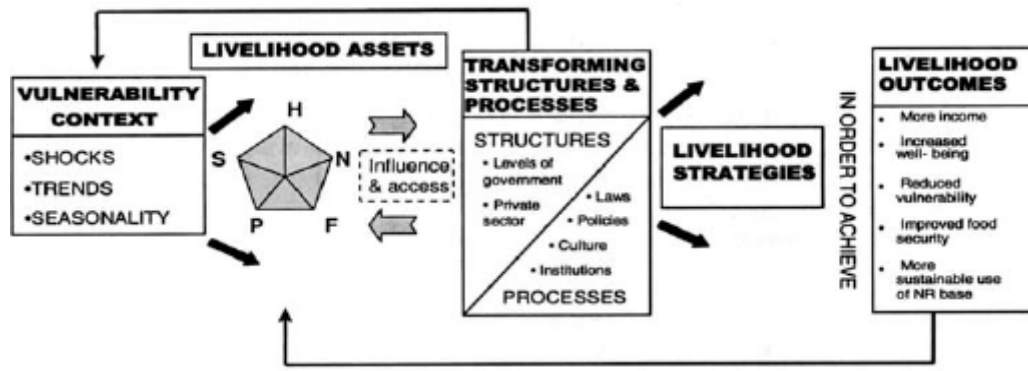 LIVELIHOOD ASSETS
VULNERABILITY
CONTEXT
•SHOCKS
•TRENDS
•SEASONALITY
H
S
N
P
F
Influence
& access
TRANSFORMING
STRUCTURES &
PROCESSES
STRUCTURES
• Levels of
government
• Private
sector
• Laws
• Policies
• Culture
• Institutions
PROCESSES
LIVELIHOOD
STRATEGIES
IN ORDER TO ACHIEVE
LIVELIHOOD
OUTCOMES
• More income
• Increased
well- being
• Reduced
vulnerability
• Improved food
security
• More
sustainable use
of NR base